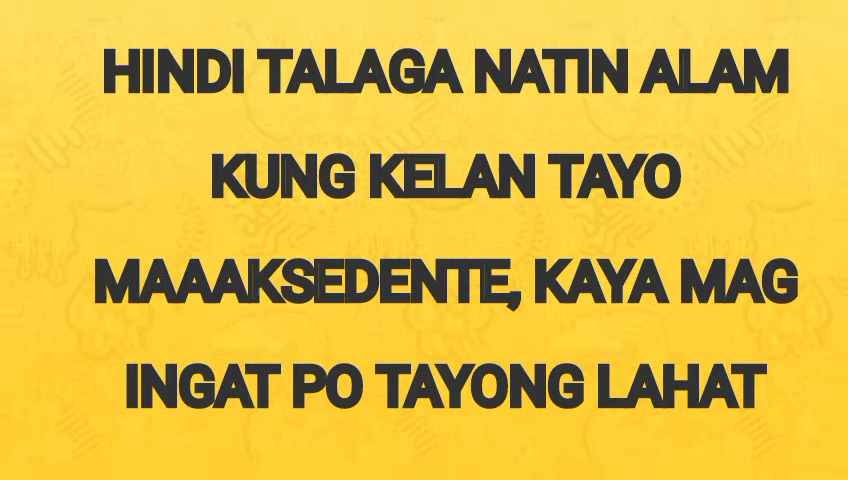 HINDI TALAGA NATIN ALAM
KUNG KELAN TAYO
MAAAKSEDENTE, KAYA MAG
INGAT PO TAYONG LAHAT